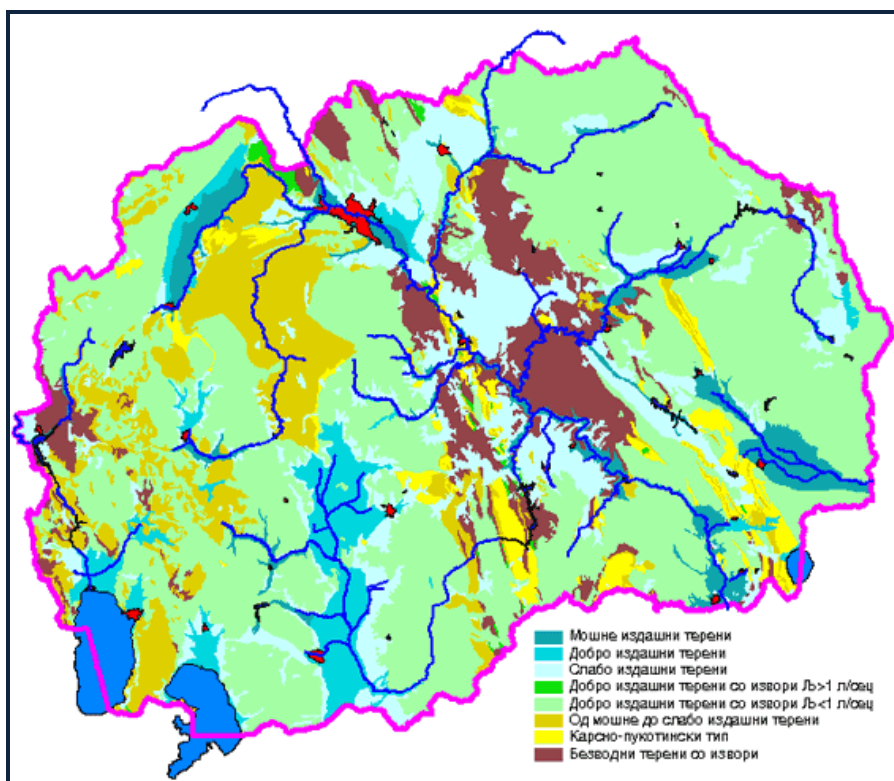 Мошне издашни терени
Добро издашни терени
Слабо издашни терени
Добро издашни терени со извори Љ>1 л/сец
Добро издашни терени со извори Љ<1 л/сец
Од мошне до слабо издашни терени
Карсно-пукотински тип
Безводни терени со извори